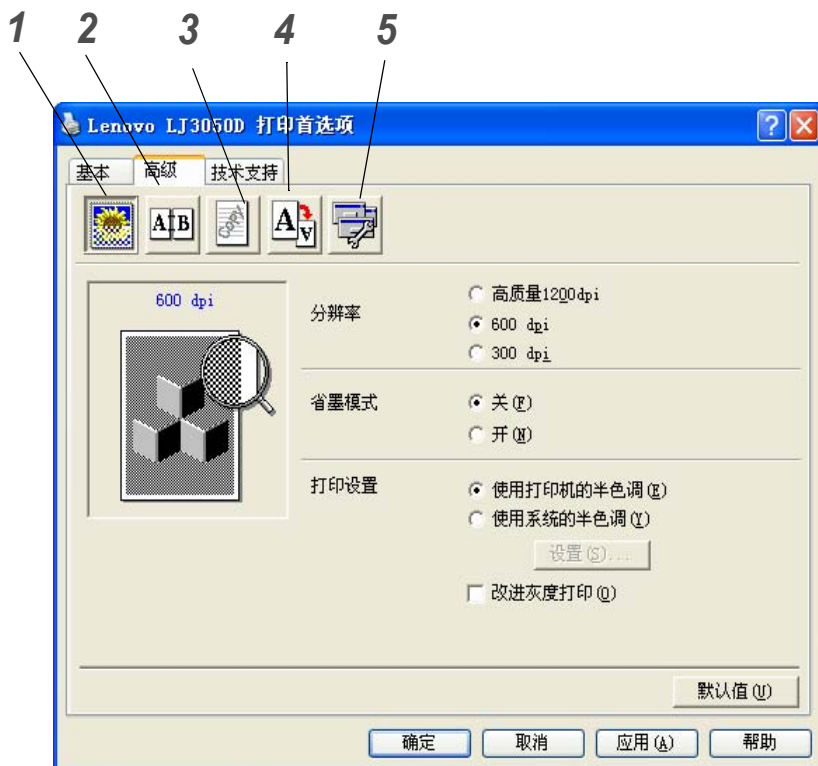 1 2 3 4 5
Lenovo LJ3050D 打印首选项
基本 高级 技术支持
A B COPY A A
600 dpi
分辨率
高质量1200dpi
600 dpi
300 dpi
省墨模式
关(F)
开(N)
打印设置
使用打印机的半色调(E)
使用系统的半色调(Y)
设置(S)...
改进灰度打印(O)
默认值(U)
确定 取消 应用(A) 帮助